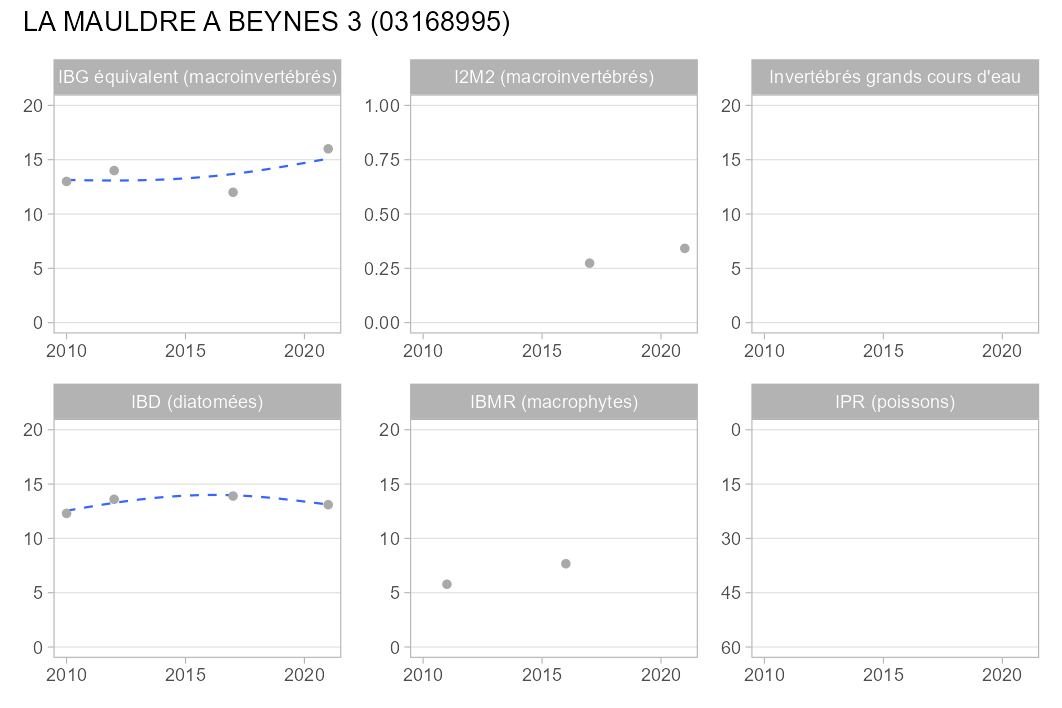 LA MAULDRE A BEYNES 3 (03168995)
IBG équivalent (macroinvertébrés)
20
15
10
5
0
2010 2015 2020
I2M2 (macroinvertébrés)
1.00
0.75
0.50
0.25
0.00
2010 2015 2020
Invertébrés grands cours d'eau
20
15
10
5
0
2010 2015 2020
IBD (diatomées)
20
15
10
5
0
2010 2015 2020
IBMR (macrophytes)
20
15
10
5
0
2010 2015 2020
IPR (poissons)
0
15
30
45
60
2010 2015 2020